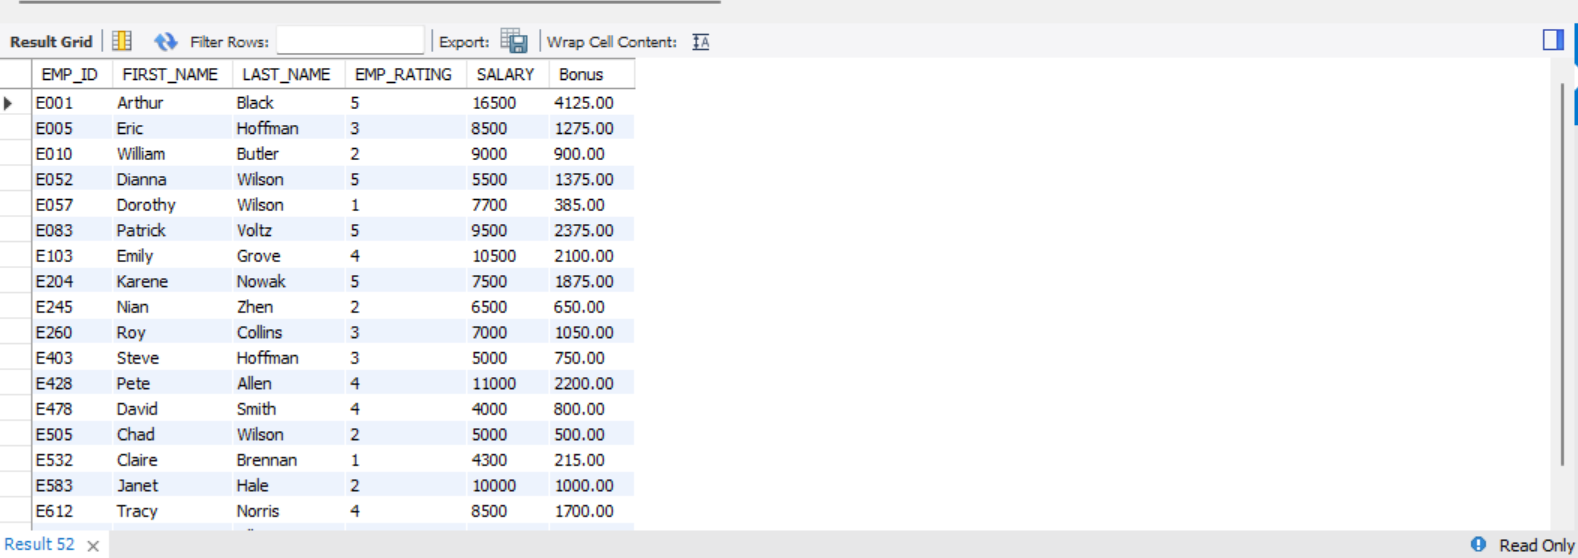 Result Grid Filter Rows: Export: Wrap Cell Content: IA
EMP_ID FIRST_NAME LAST_NAME EMP_RATING SALARY Bonus
E001 Arthur Black 5 16500 4125.00
E005 Eric Hoffman 3 8500 1275.00
E010 William Butler 2 9000 900.00
E052 Dianna Wilson 5 5500 1375.00
E057 Dorothy Wilson 1 7700 385.00
E083 Patrick Voltz 5 9500 2375.00
E103 Emily Grove 4 10500 2100.00
E204 Karene Nowak 5 7500 1875.00
E245 Nian Zhen 2 6500 650.00
E260 Roy Collins 3 7000 1050.00
E403 Steve Hoffman 3 5000 750.00
E428 Pete Allen 4 11000 2200.00
E478 David Smith 4 4000 800.00
E505 Chad Wilson 2 5000 500.00
E532 Claire Brennan 1 4300 215.00
E583 Janet Hale 2 10000 1000.00
E612 Tracy Norris 4 8500 1700.00
Result 52 Read Only